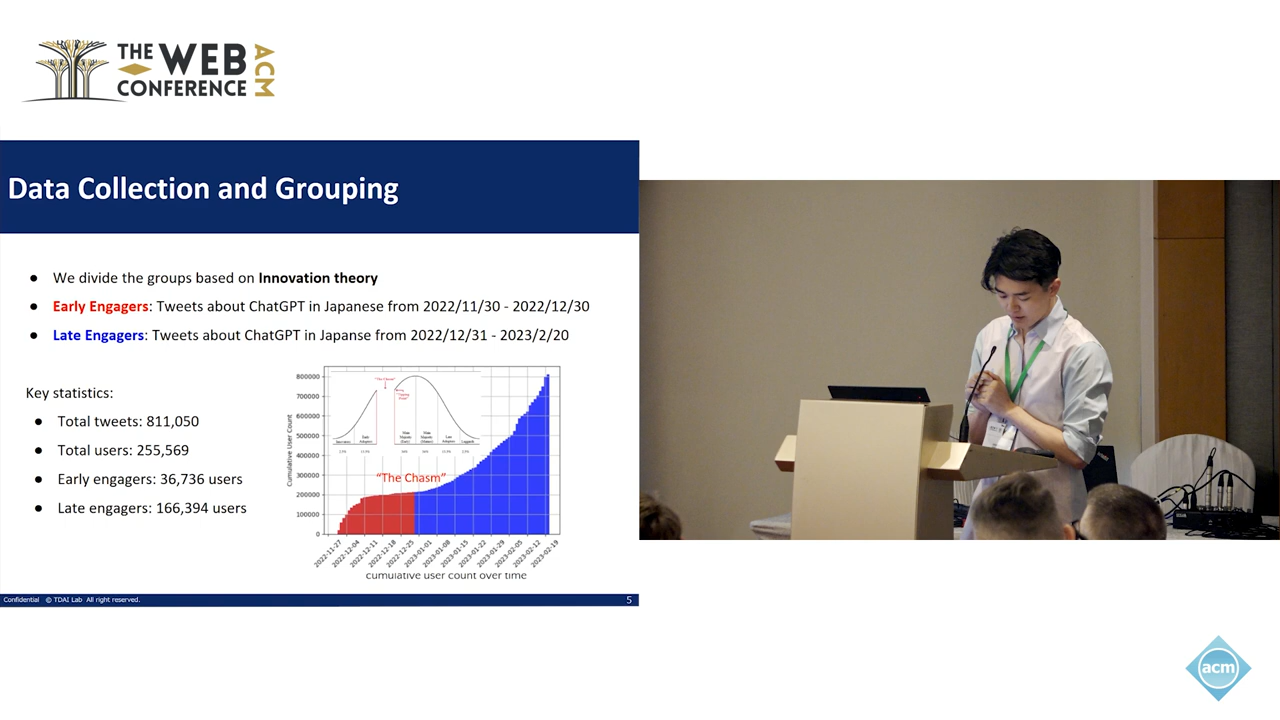 THE WEB CONFERENCE ACM
Data Collection and Grouping
● We divide the groups based on Innovation theory
● Early Engagers: Tweets about ChatGPT in Japanese from 2022/11/30 - 2022/12/30
● Late Engagers: Tweets about ChatGPT in Japanse from 2022/12/31 - 2023/2/20
Key statistics:
● Total tweets: 811,050
● Total users: 255,569
● Early engagers: 36,736 users
● Late engagers: 166,394 users
Cumulative User Count
800000
700000
600000
500000
400000
300000
200000
100000
0
"The Chasm"
"The Chasm"
2022-11-27
2022-12-04
2022-12-11
2022-12-18
2022-12-25
2023-01-01
2023-01-08
2023-01-15
2023-01-22
2023-01-29
2023-02-05
2023-02-12
2023-02-19
cumulative user count over time
Confidential © TDAI Lab All right reserved.
5
acm